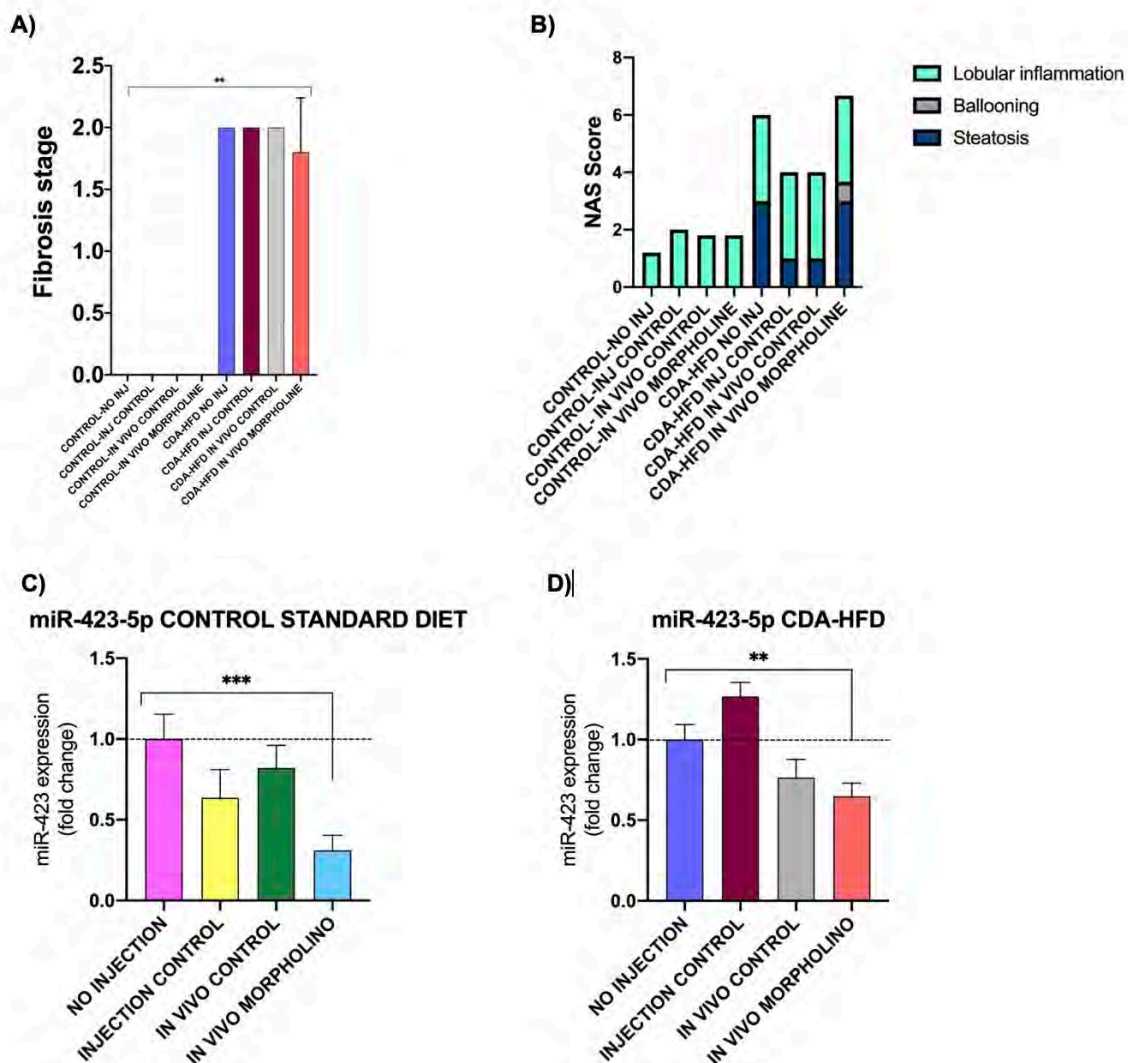 A)
Fibrosis stage
2.5
2.0
1.5
1.0
0.5
0.0
**
CONTROL-NO INJ
CONTROL-INJ CONTROL
CONTROL-IN VIVO CONTROL
CONTROL-IN VIVO MORPHOLINE
CDA-HFD NO INJ
CDA-HFD INJ CONTROL
CDA-HFD IN VIVO CONTROL
CDA-HFD IN VIVO MORPHOLINE
B)
NAS Score
8
6
4
2
0
CONTROL-NO INJ
CONTROL-INJ CONTROL
CONTROL- IN VIVO CONTROL
CONTROL-IN VIVO MORPHOLINE
CDA-HFD NO INJ
CDA-HFD INJ CONTROL
CDA-HFD IN VIVO CONTROL
CDA-HFD IN VIVO MORPHOLINE
Lobular inflammation
Ballooning
Steatosis
C)
miR-423-5p CONTROL STANDARD DIET
miR-423 expression
(fold change)
1.5
1.0
0.5
0.0
***
NO INJECTION
INJECTION CONTROL
IN VIVO CONTROL
IN VIVO MORPHOLINO
D)
miR-423-5p CDA-HFD
miR-423 expression
(fold change)
1.5
1.0
0.5
0.0
**
NO INJECTION
INJECTION CONTROL
IN VIVO CONTROL
IN VIVO MORPHOLINO